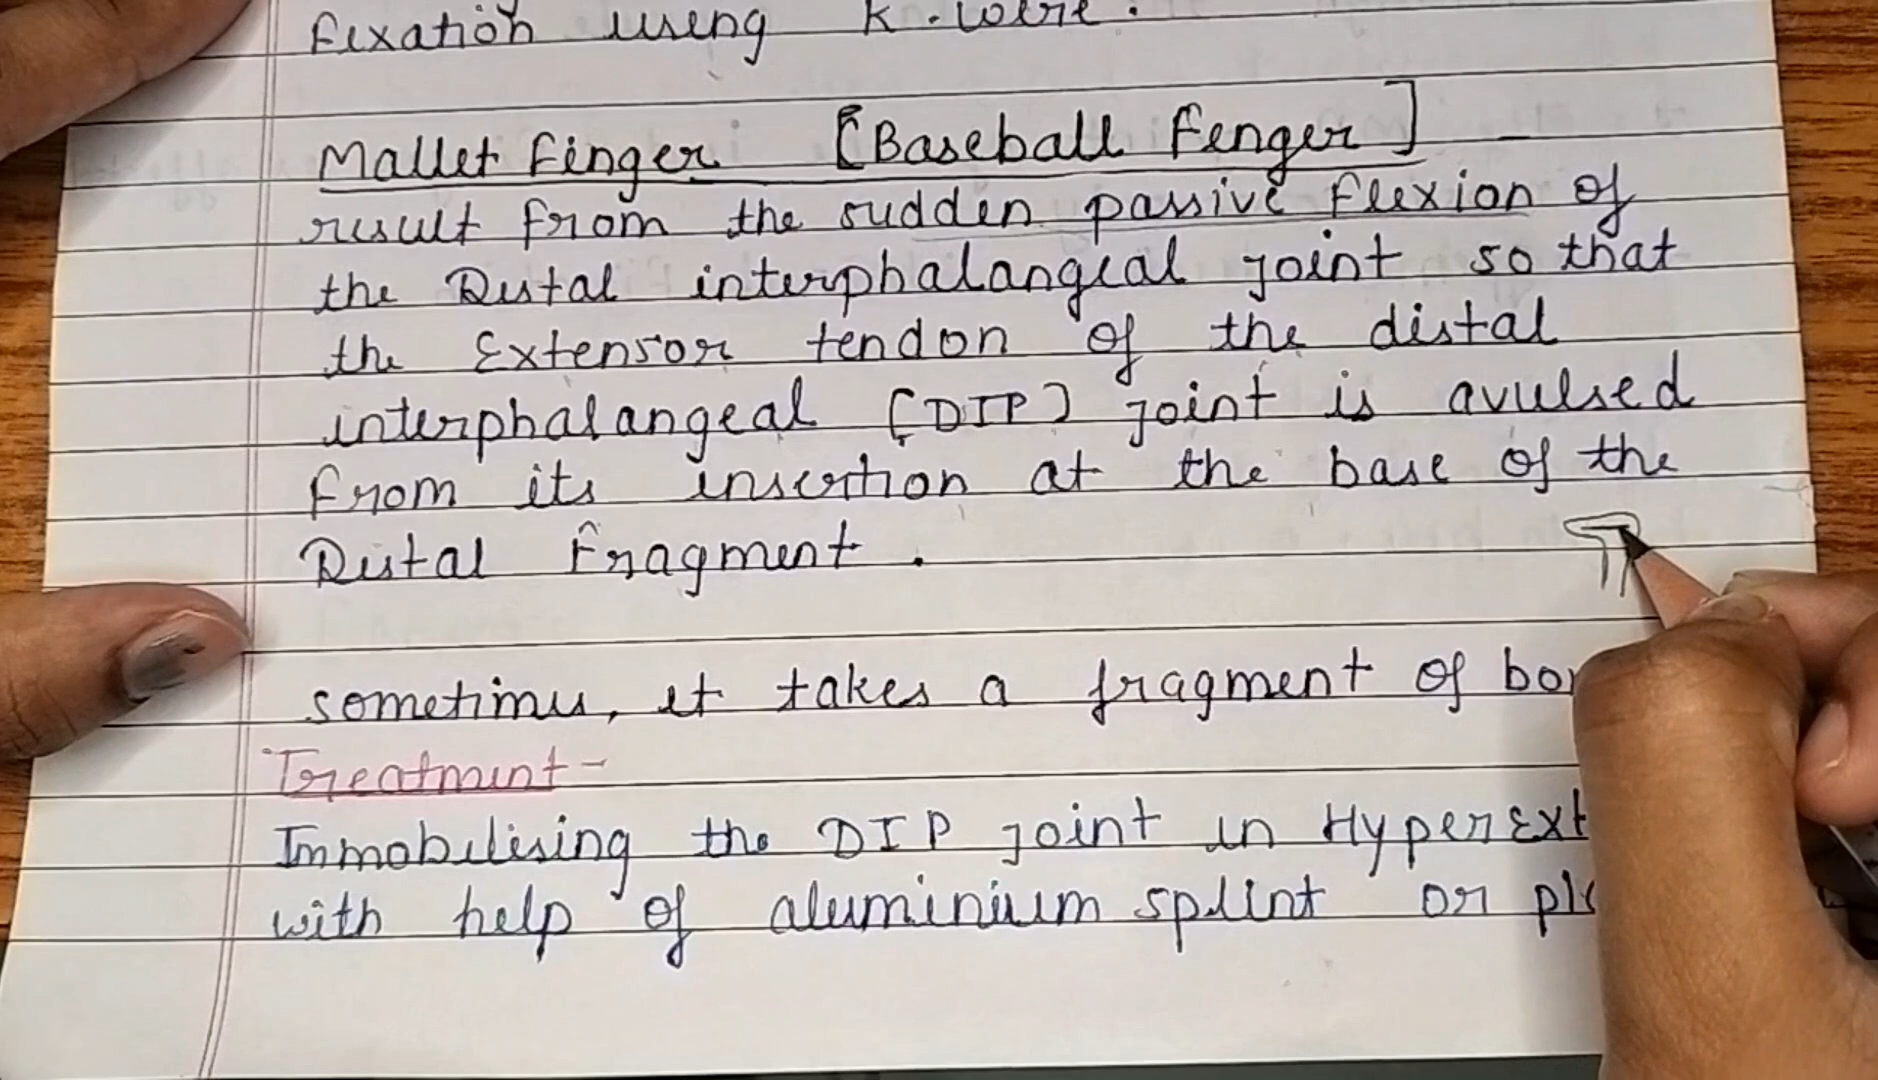 fixation using K.wire.
Mallet finger [Baseball Finger] -
result from the sudden passive flexion of
the Distal interphalangeal joint so that
the Extensor tendon of the distal
interphalangeal [DIP] joint is avulsed
from its insertion at the base of the
Distal Fragment.
sometimes, it takes a fragment of bo
Treatment-
Immobilising the DIP joint in HyperExt
with help of aluminium splint or pl